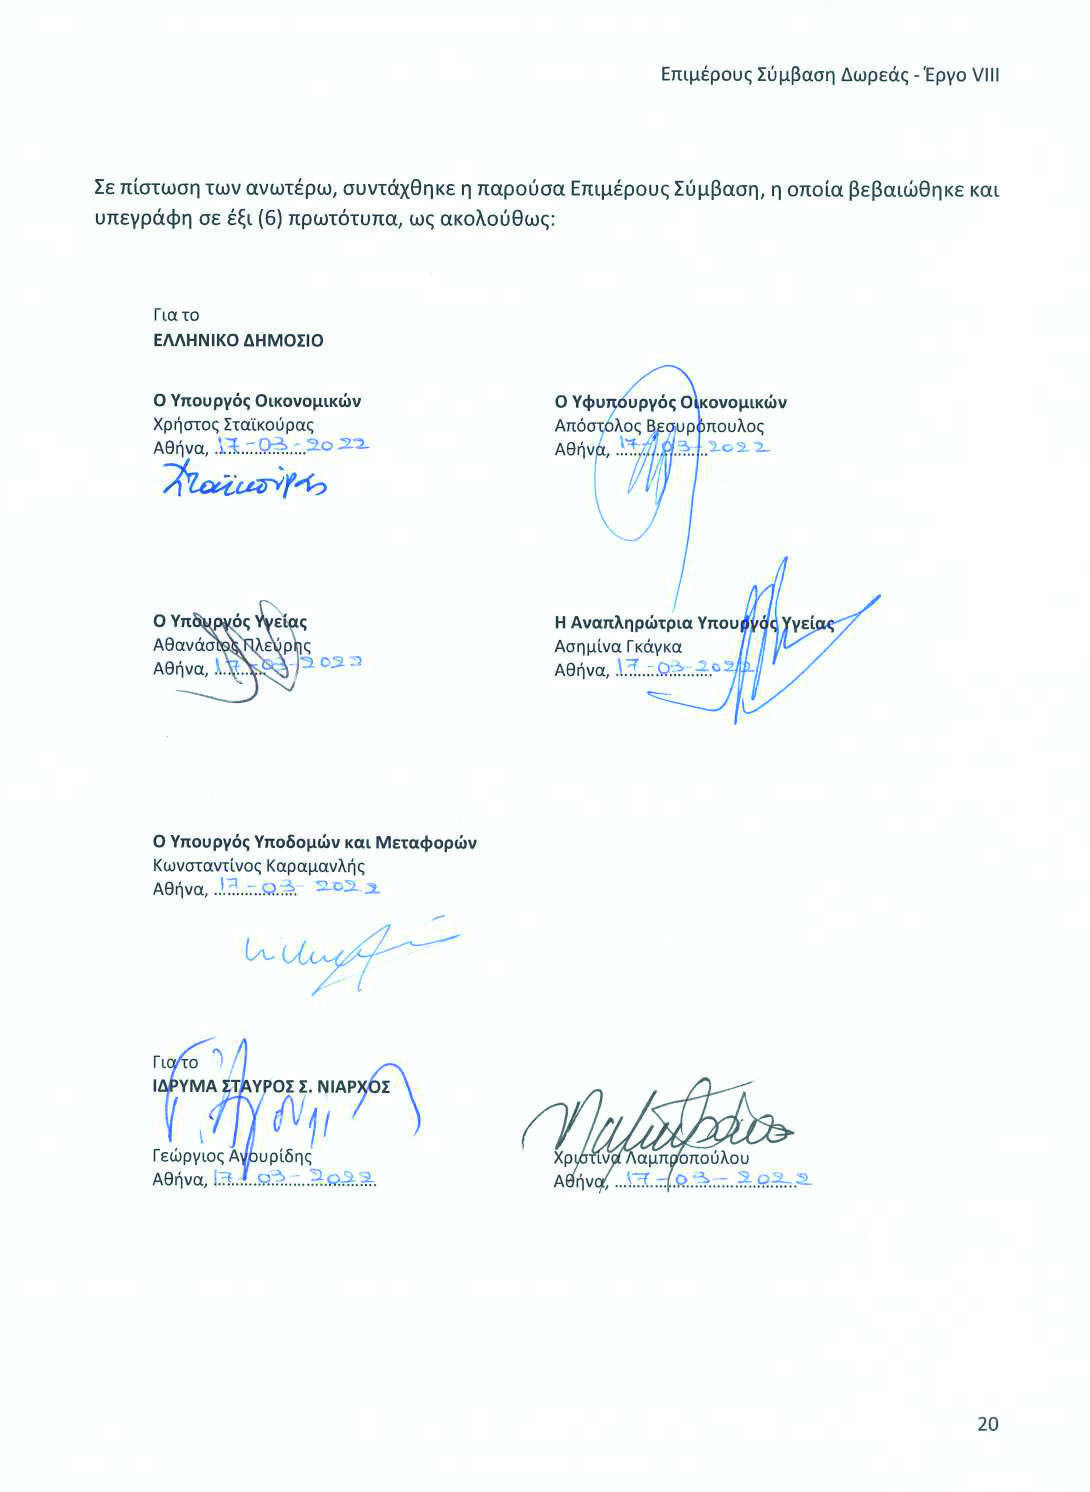 Επιμέρους Σύμβαση Δωρεάς - Έργο VIII
Σε πίστωση των ανωτέρω, συντάχθηκε η παρούσα Επιμέρους Σύμβαση, η οποία βεβαιώθηκε και
υπεγράφη σε έξι (6) πρωτότυπα, ως ακολούθως:
Για το
ΕΛΛΗΝΙΚΟ ΔΗΜΟΣΙΟ
Ο Υπουργός Οικονομικών
Χρήστος Σταϊκούρας
Αθήνα, 17-03-2022
Σταϊκούρας
Ο Υφυπουργός Οικονομικών
Απόστολος Βεσυρόπουλος
Αθήνα, 17-03-2022
Ο Υπουργός Υγείας
Αθανάσιος Πλεύρης
Αθήνα, 17-03-2022
Η Αναπληρώτρια Υπουργός Υγείας
Ασημίνα Γκάγκα
Αθήνα, 17-03-2022
Ο Υπουργός Υποδομών και Μεταφορών
Κωνσταντίνος Καραμανλής
Αθήνα, 17-03-2022
Για το
ΙΔΡΥΜΑ ΣΤΑΥΡΟΣ Σ. ΝΙΑΡΧΟΣ
Γεώργιος Αγουρίδης
Αθήνα, 17-03-2022
Χριστίνα Λαμπροπούλου
Αθήνα, 17-03-2022
20